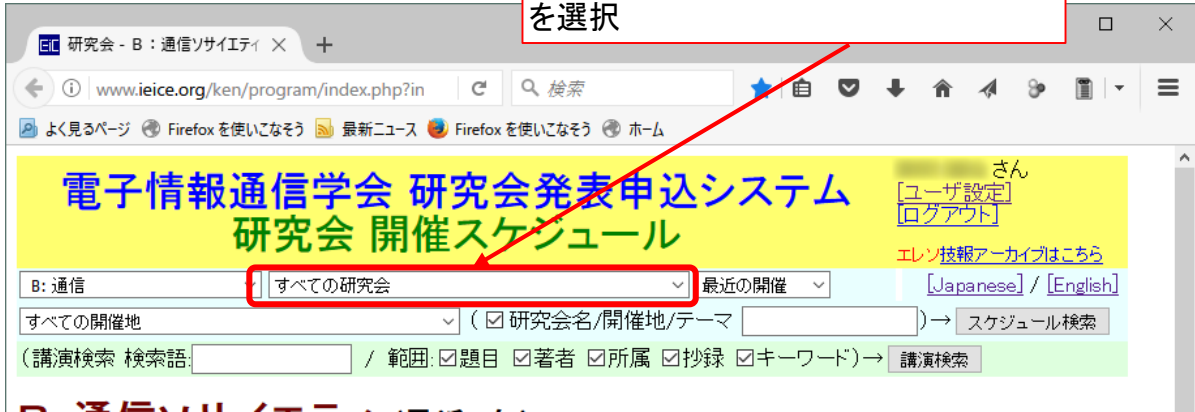 を選択
研究会 - B：通信ソサイエティ
www.ieice.org/ken/program/index.php?in
検索
よく見るページ Firefox を使いこなそう 最新ニュース Firefox を使いこなそう ホーム
電子情報通信学会 研究会発表申込システム
研究会 開催スケジュール
さん
[ユーザ設定]
[ログアウト]
エレソ技報アーカイブはこちら
B: 通信 すべての研究会 最近の開催 [Japanese] / [English]
すべての開催地 ( ☑ 研究会名/開催地/テーマ )→ スケジュール検索
(講演検索 検索語: / 範囲:☑題目 ☑著者 ☑所属 ☑抄録 ☑キーワード)→ 講演検索